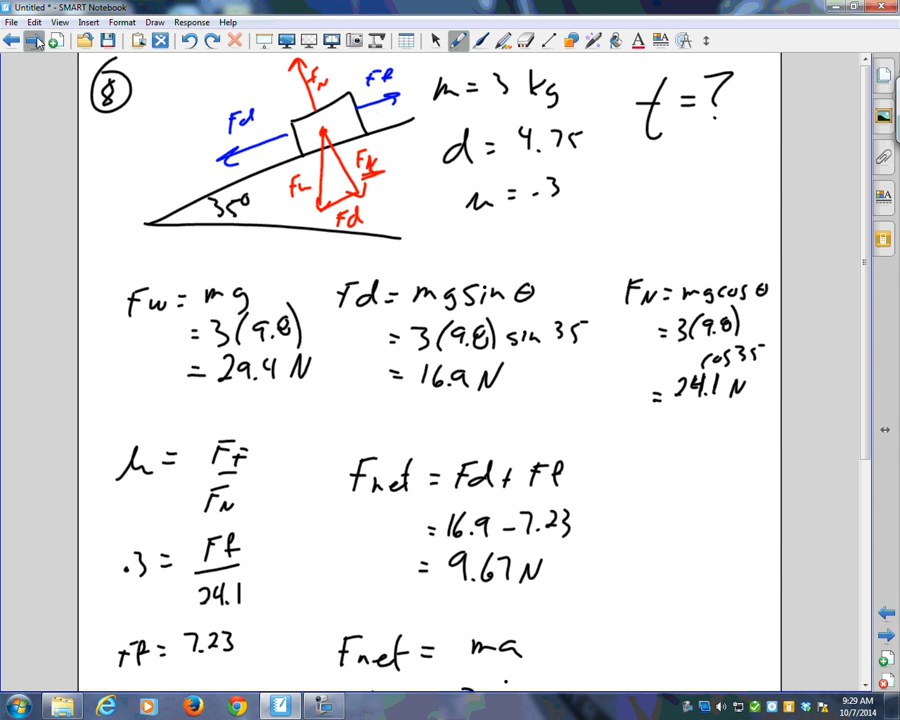 Untitled * - SMART Notebook
File Edit View Insert Format Draw Response Help
8
FN
Ff
Fd
FN
Fw
Fd
35°
m = 3 kg
d = 4.75
μ = .3
t = ?
Fw = mg
= 3(9.8)
= 29.4 N
Fd = mg sin θ
= 3(9.8) sin 35
= 16.9 N
FN = mg cos θ
= 3(9.8)
cos 35
= 24.1 N
μ = Ff
FN
.3 = Ff
24.1
Ff = 7.23
Fnet = Fd + Ff
= 16.9 - 7.23
= 9.67 N
Fnet = ma
9:29 AM
10/7/2014